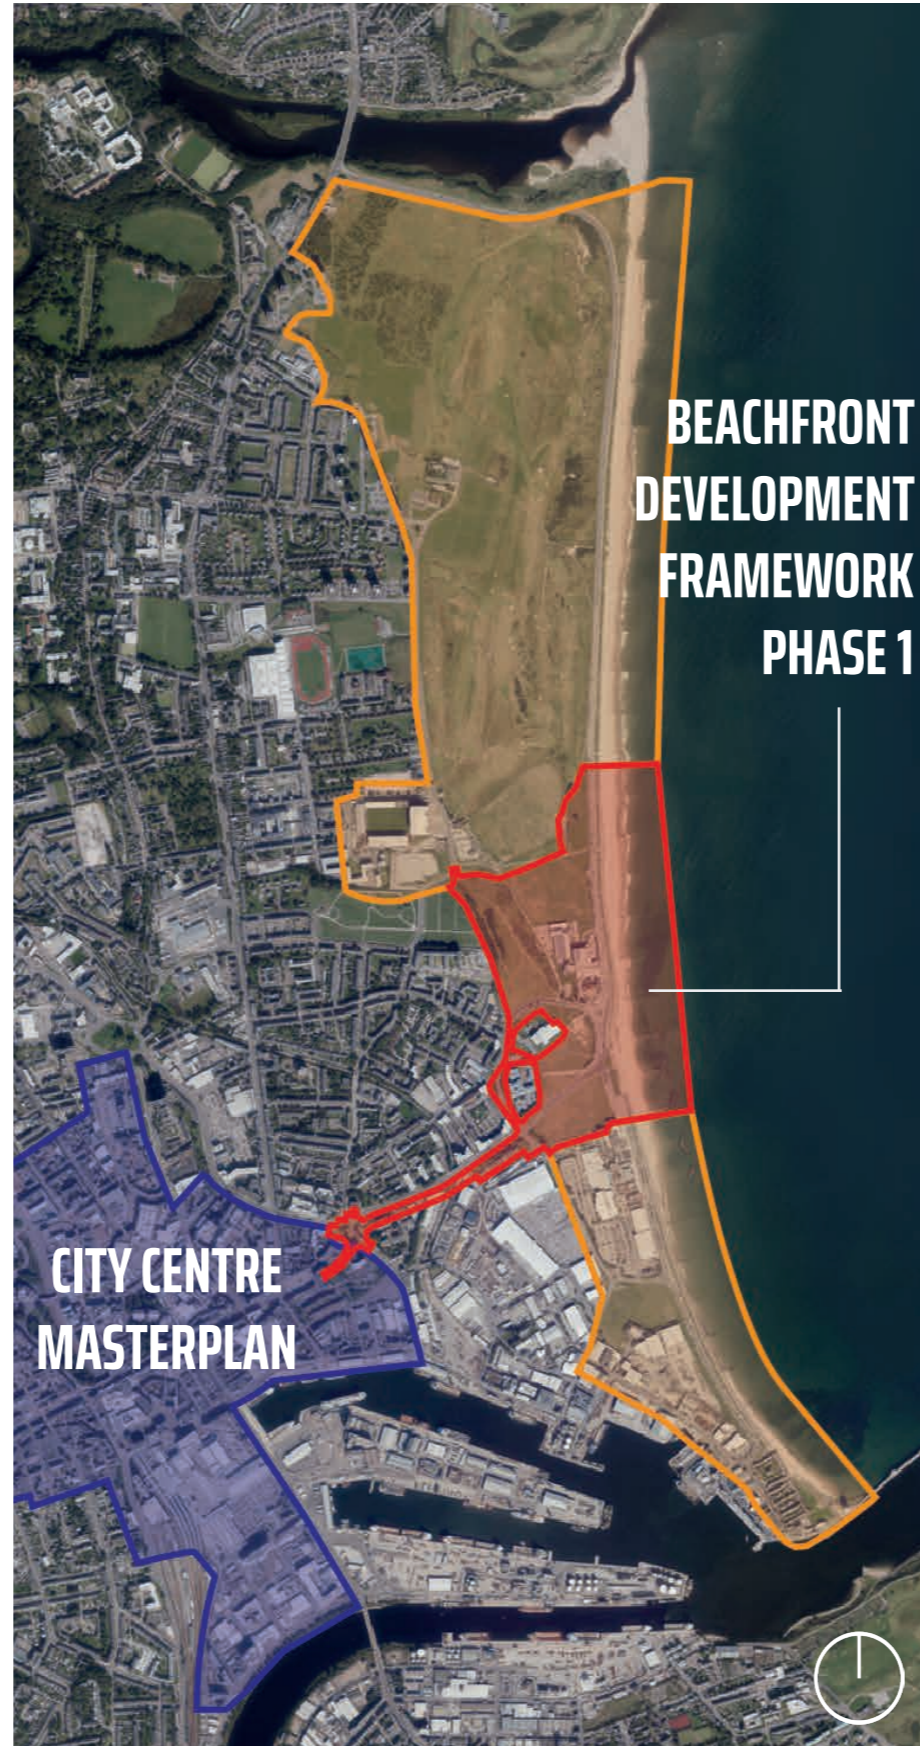 BEACHFRONT
DEVELOPMENT
FRAMEWORK
PHASE 1
CITY CENTRE
MASTERPLAN